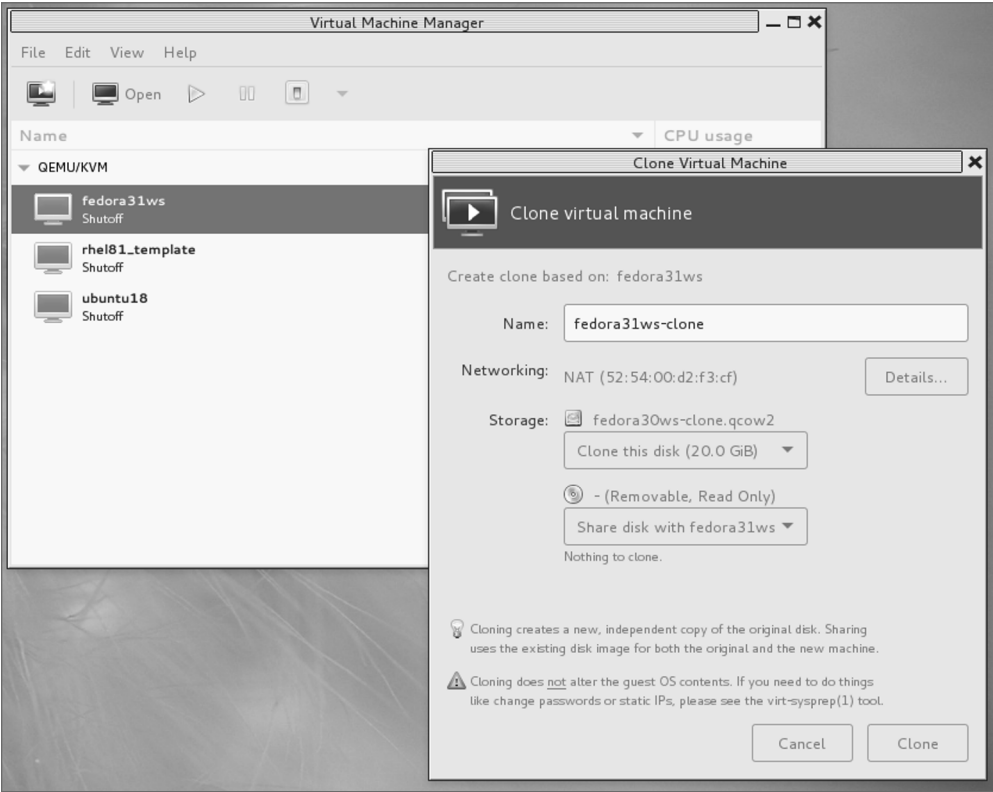 Virtual Machine Manager
File Edit View Help
Open
Name CPU usage
QEMU/KVM
fedora31ws
Shutoff
rhel81_template
Shutoff
ubuntu18
Shutoff
Clone Virtual Machine
Clone virtual machine
Create clone based on: fedora31ws
Name: fedora31ws-clone
Networking: NAT (52:54:00:d2:f3:cf) Details...
Storage: fedora30ws-clone.qcow2
Clone this disk (20.0 GiB)
- (Removable, Read Only)
Share disk with fedora31ws
Nothing to clone.
Cloning creates a new, independent copy of the original disk. Sharing
uses the existing disk image for both the original and the new machine.
Cloning does not alter the guest OS contents. If you need to do things
like change passwords or static IPs, please see the virt-sysprep(1) tool.
Cancel Clone